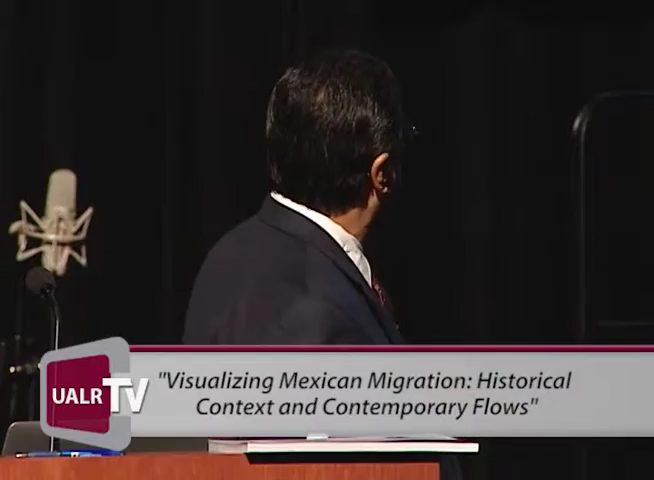 UALR TV
"Visualizing Mexican Migration: Historical
Context and Contemporary Flows"